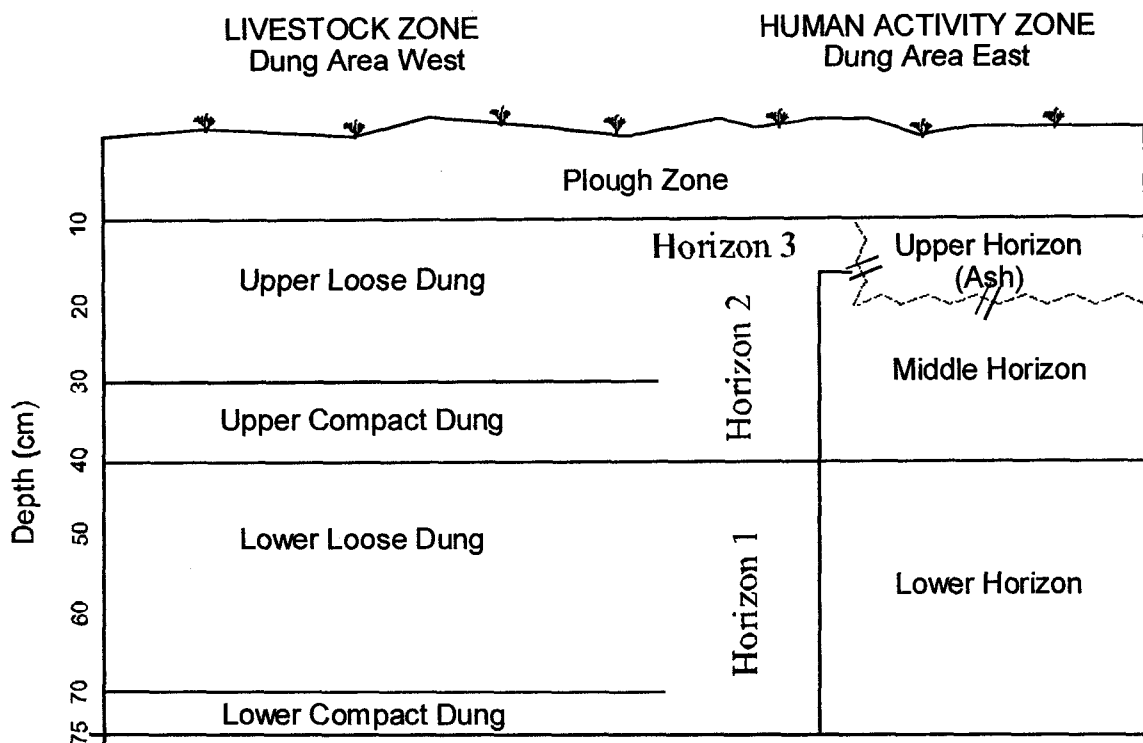 LIVESTOCK ZONE
Dung Area West
HUMAN ACTIVITY ZONE
Dung Area East
Plough Zone
Depth (cm)
10
20
30
40
50
60
70
75
Upper Loose Dung
Upper Compact Dung
Lower Loose Dung
Lower Compact Dung
Horizon 3
Horizon 2
Horizon 1
Upper Horizon
(Ash)
Middle Horizon
Lower Horizon